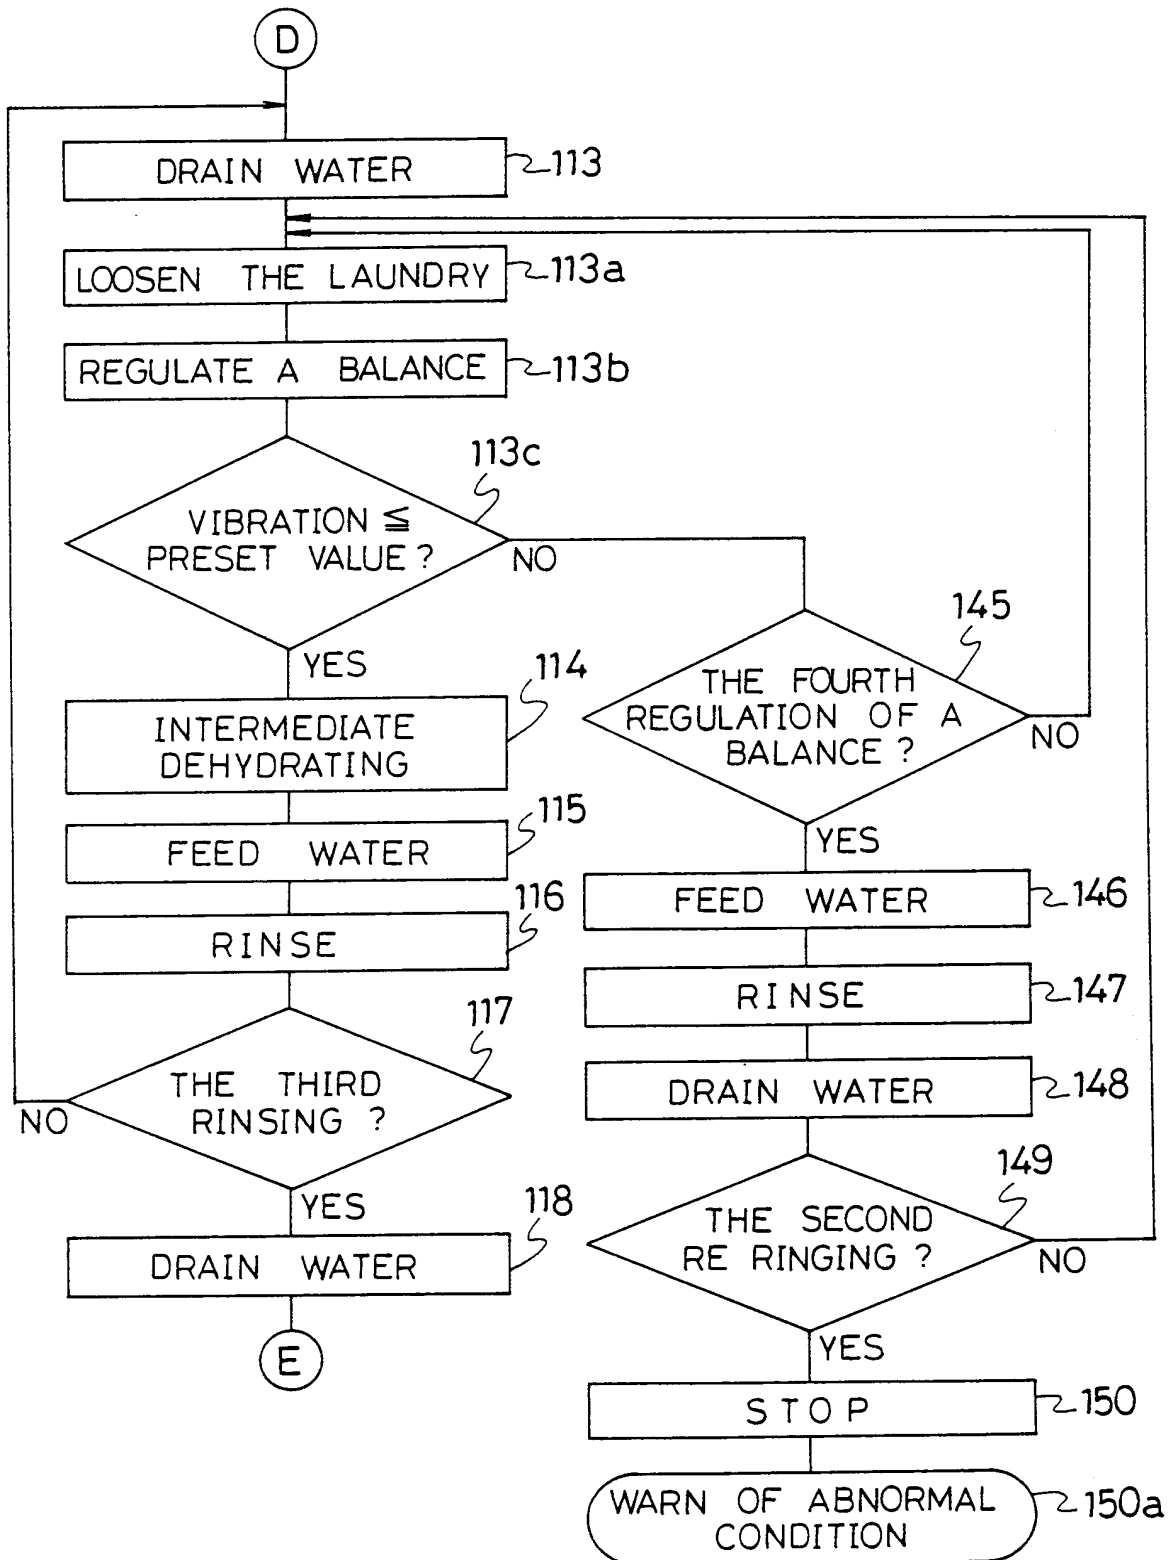 D
DRAIN WATER
113
LOOSEN THE LAUNDRY
113a
REGULATE A BALANCE
113b
113c
VIBRATION ≦
PRESET VALUE ?
NO
YES
114
INTERMEDIATE
DEHYDRATING
115
FEED WATER
116
RINSE
117
THE THIRD
RINSING ?
NO
YES
118
DRAIN WATER
E
145
THE FOURTH
REGULATION OF A
BALANCE ?
NO
YES
FEED WATER
146
RINSE
147
DRAIN WATER
148
149
THE SECOND
RE RINGING ?
NO
YES
STOP
150
WARN OF ABNORMAL
CONDITION
150a